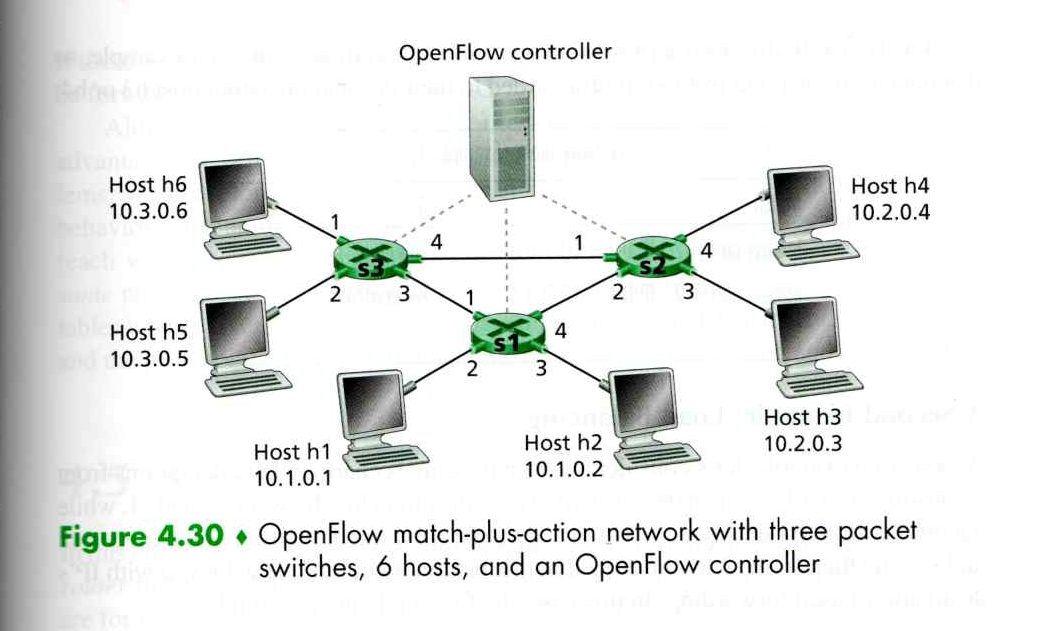 OpenFlow controller
Host h6
10.3.0.6
Host h4
10.2.0.4
1
s3
4
1
s2
4
2
3
1
2
3
Host h5
10.3.0.5
s1
4
2
3
Host h3
10.2.0.3
Host h1
10.1.0.1
Host h2
10.1.0.2
Figure 4.30 ♦ OpenFlow match-plus-action network with three packet
switches, 6 hosts, and an OpenFlow controller